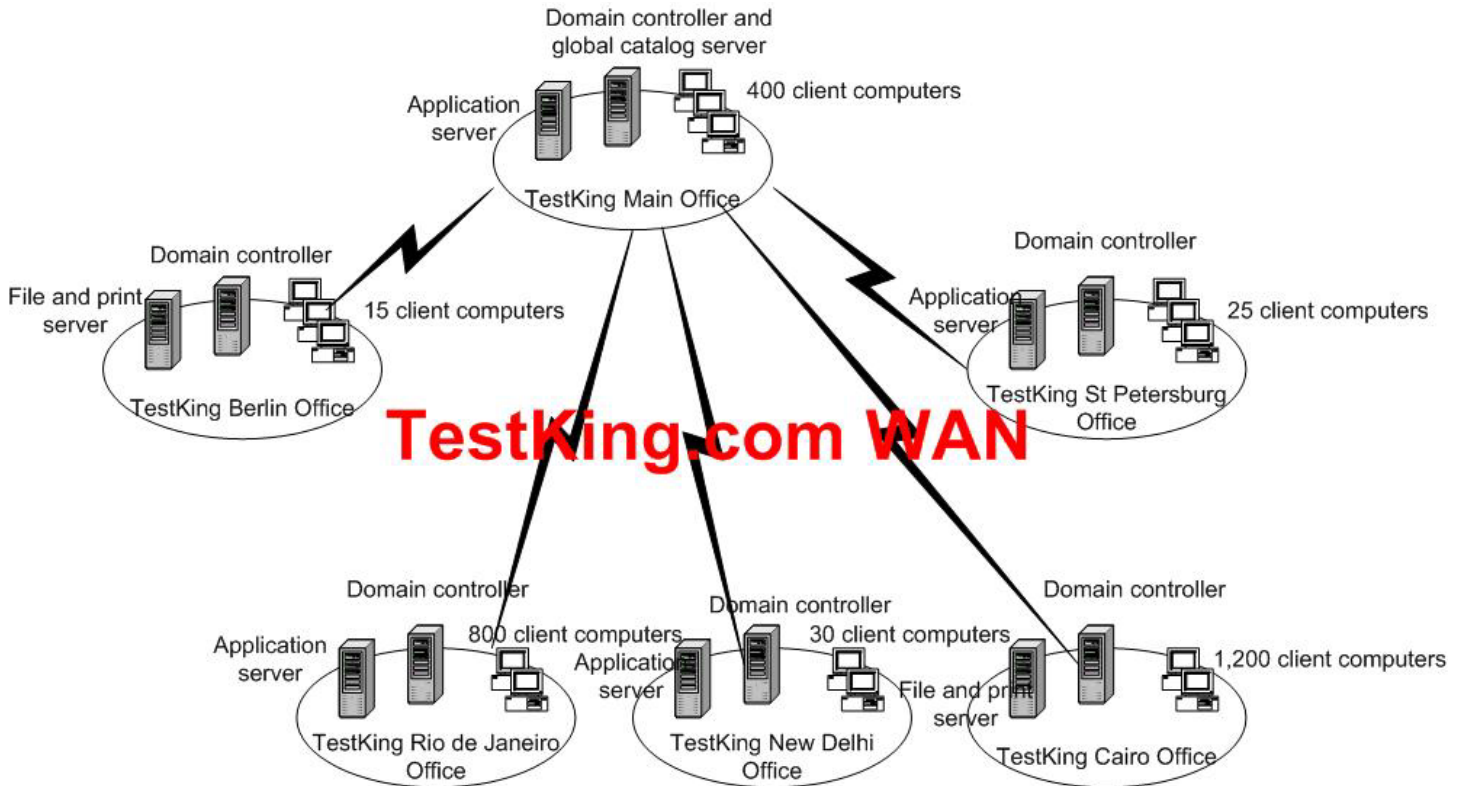 Domain controller and
global catalog server
400 client computers
Application
server
TestKing Main Office
Domain controller
File and print
server
15 client computers
TestKing Berlin Office
Domain controller
Application
server
25 client computers
TestKing St Petersburg
Office
TestKing.com WAN
Domain controller
800 client computers
Application
server
TestKing Rio de Janeiro
Office
Domain controller
30 client computers
Application
server
TestKing New Delhi
Office
Domain controller
1,200 client computers
File and print
server
TestKing Cairo Office